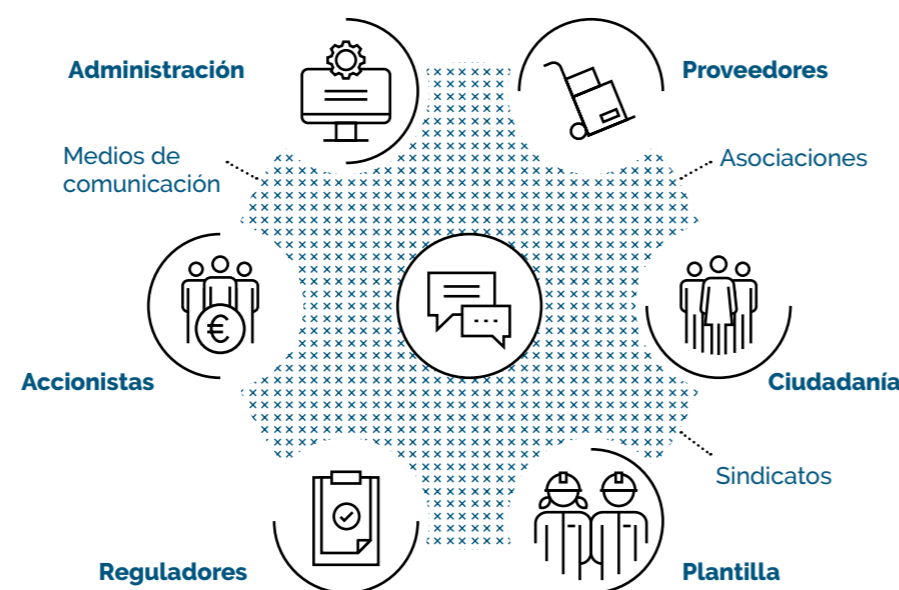 Administración
Proveedores
Medios de
comunicación
Asociaciones
€
Accionistas
Ciudadanía
Sindicatos
Reguladores
Plantilla